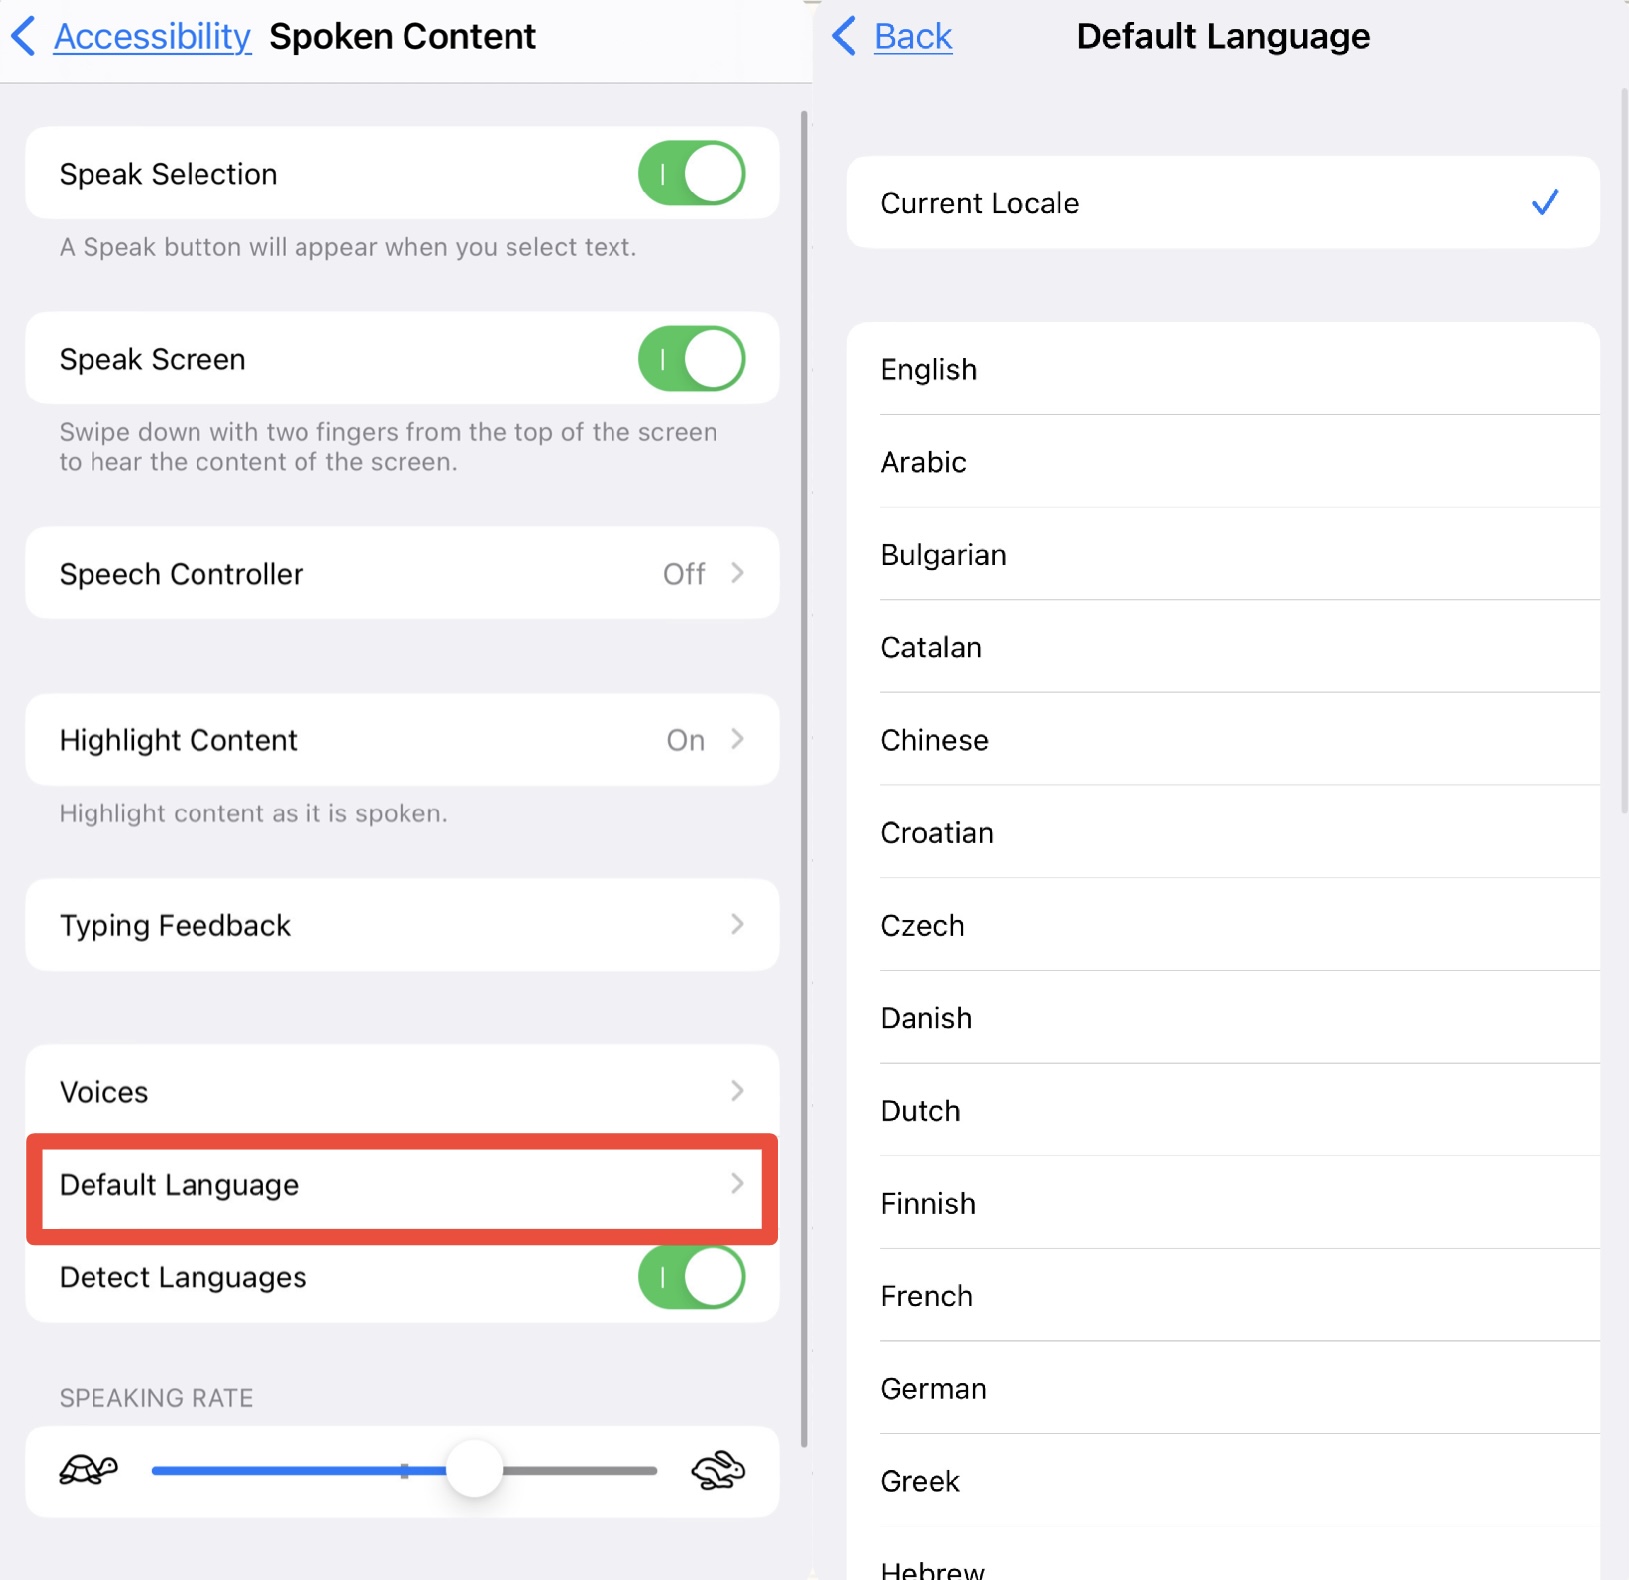 Accessibility Spoken Content
Speak Selection
A Speak button will appear when you select text.
Speak Screen
Swipe down with two fingers from the top of the screen
to hear the content of the screen.
Speech Controller Off
Highlight Content On
Highlight content as it is spoken.
Typing Feedback
Voices
Default Language
Detect Languages
SPEAKING RATE
Back Default Language
Current Locale
English
Arabic
Bulgarian
Catalan
Chinese
Croatian
Czech
Danish
Dutch
Finnish
French
German
Greek
Hebrew